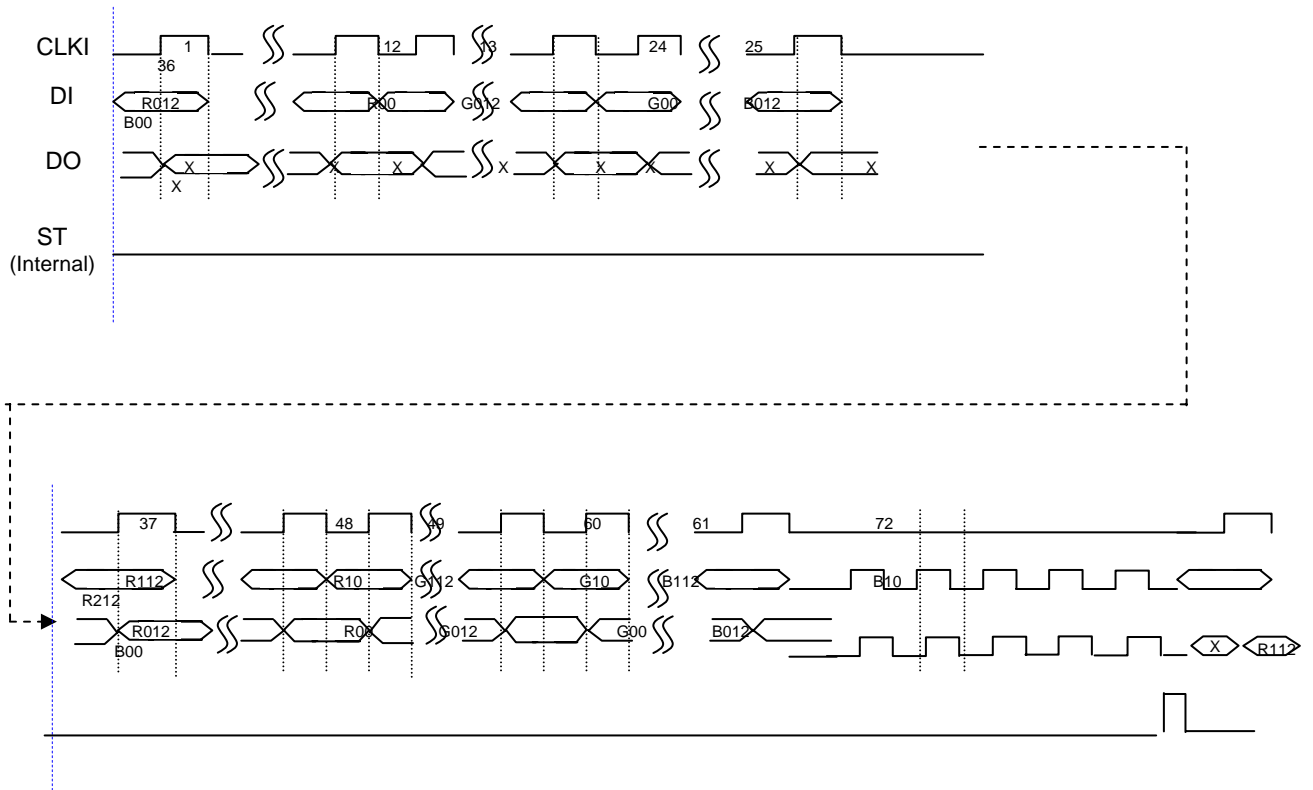 CLKI 1 12 13 24 25
36
DI R012 R00 G012 G00 B012
B00
DO X X X X X X X X
X
ST
(Internal)
37 48 49 60 61 72
R112 R10 G112 G10 B112 B10
R212
R012 R00 G012 G00 B012
B00
X R112